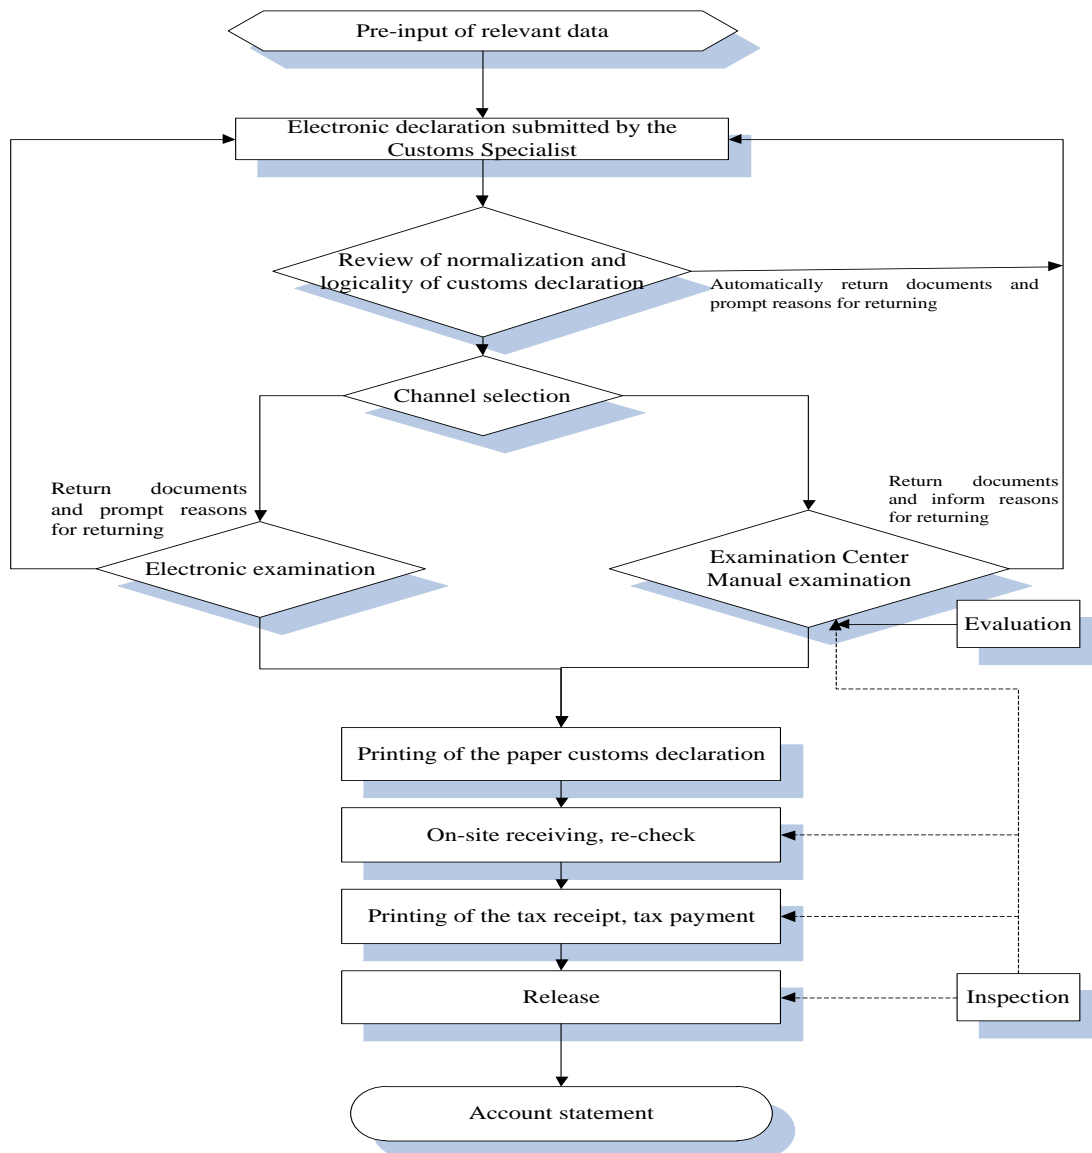 Pre-input of relevant data
Electronic declaration submitted by the
Customs Specialist
Review of normalization and
logicality of customs declaration
Automatically return documents and
prompt reasons for returning
Channel selection
Return documents
and prompt reasons
for returning
Return documents
and inform reasons
for returning
Electronic examination
Examination Center
Manual examination
Evaluation
Printing of the paper customs declaration
On-site receiving, re-check
Printing of the tax receipt, tax payment
Release
Inspection
Account statement